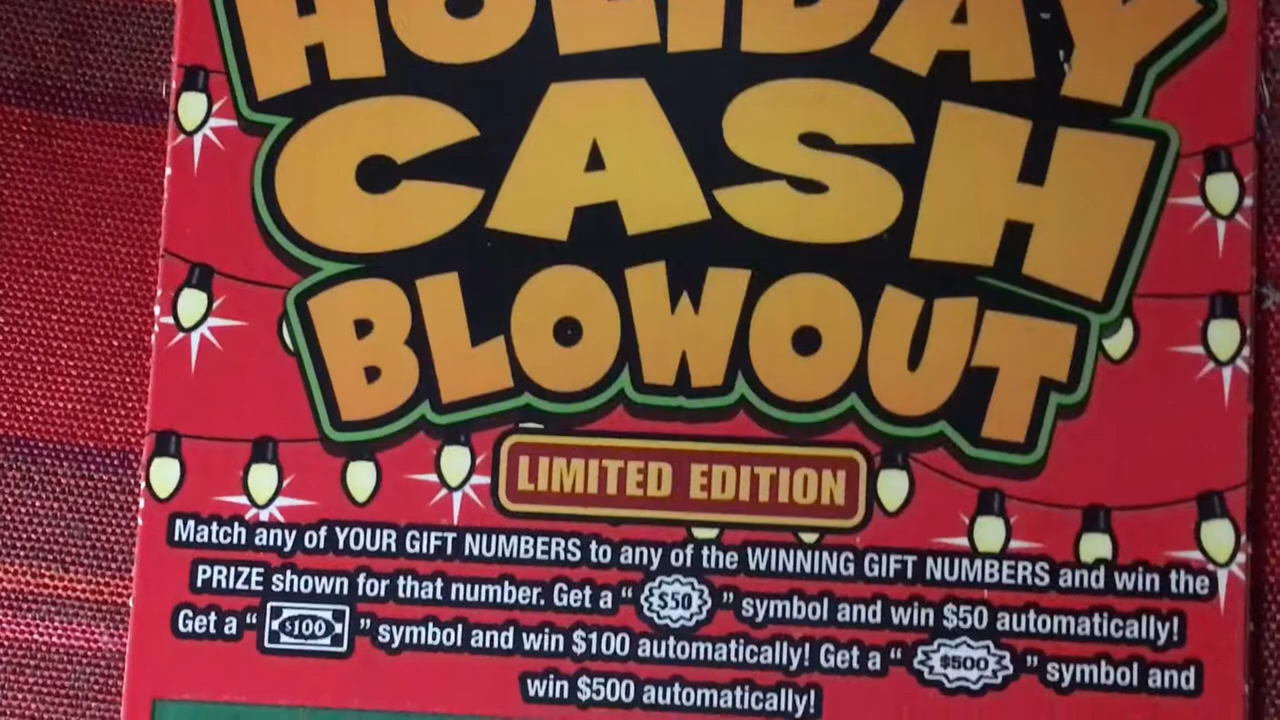 HOLIDAY
CASH
BLOWOUT
LIMITED EDITION
Match any of YOUR GIFT NUMBERS to any of the WINNING GIFT NUMBERS and win the
PRIZE shown for that number. Get a “ $50 ” symbol and win $50 automatically!
Get a “ $100 ” symbol and win $100 automatically! Get a “ $500 ” symbol and
win $500 automatically!